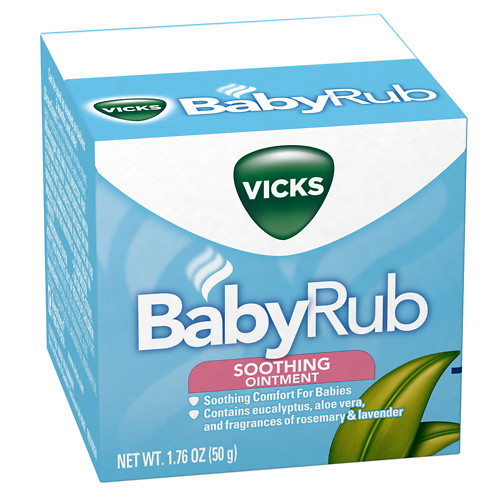 VICKS BabyRub
VICKS
BabyRub
SOOTHING
OINTMENT
Soothing Comfort For Babies
Contains eucalyptus, aloe vera,
and fragrances of rosemary & lavender
NET WT. 1.76 OZ (50 g)